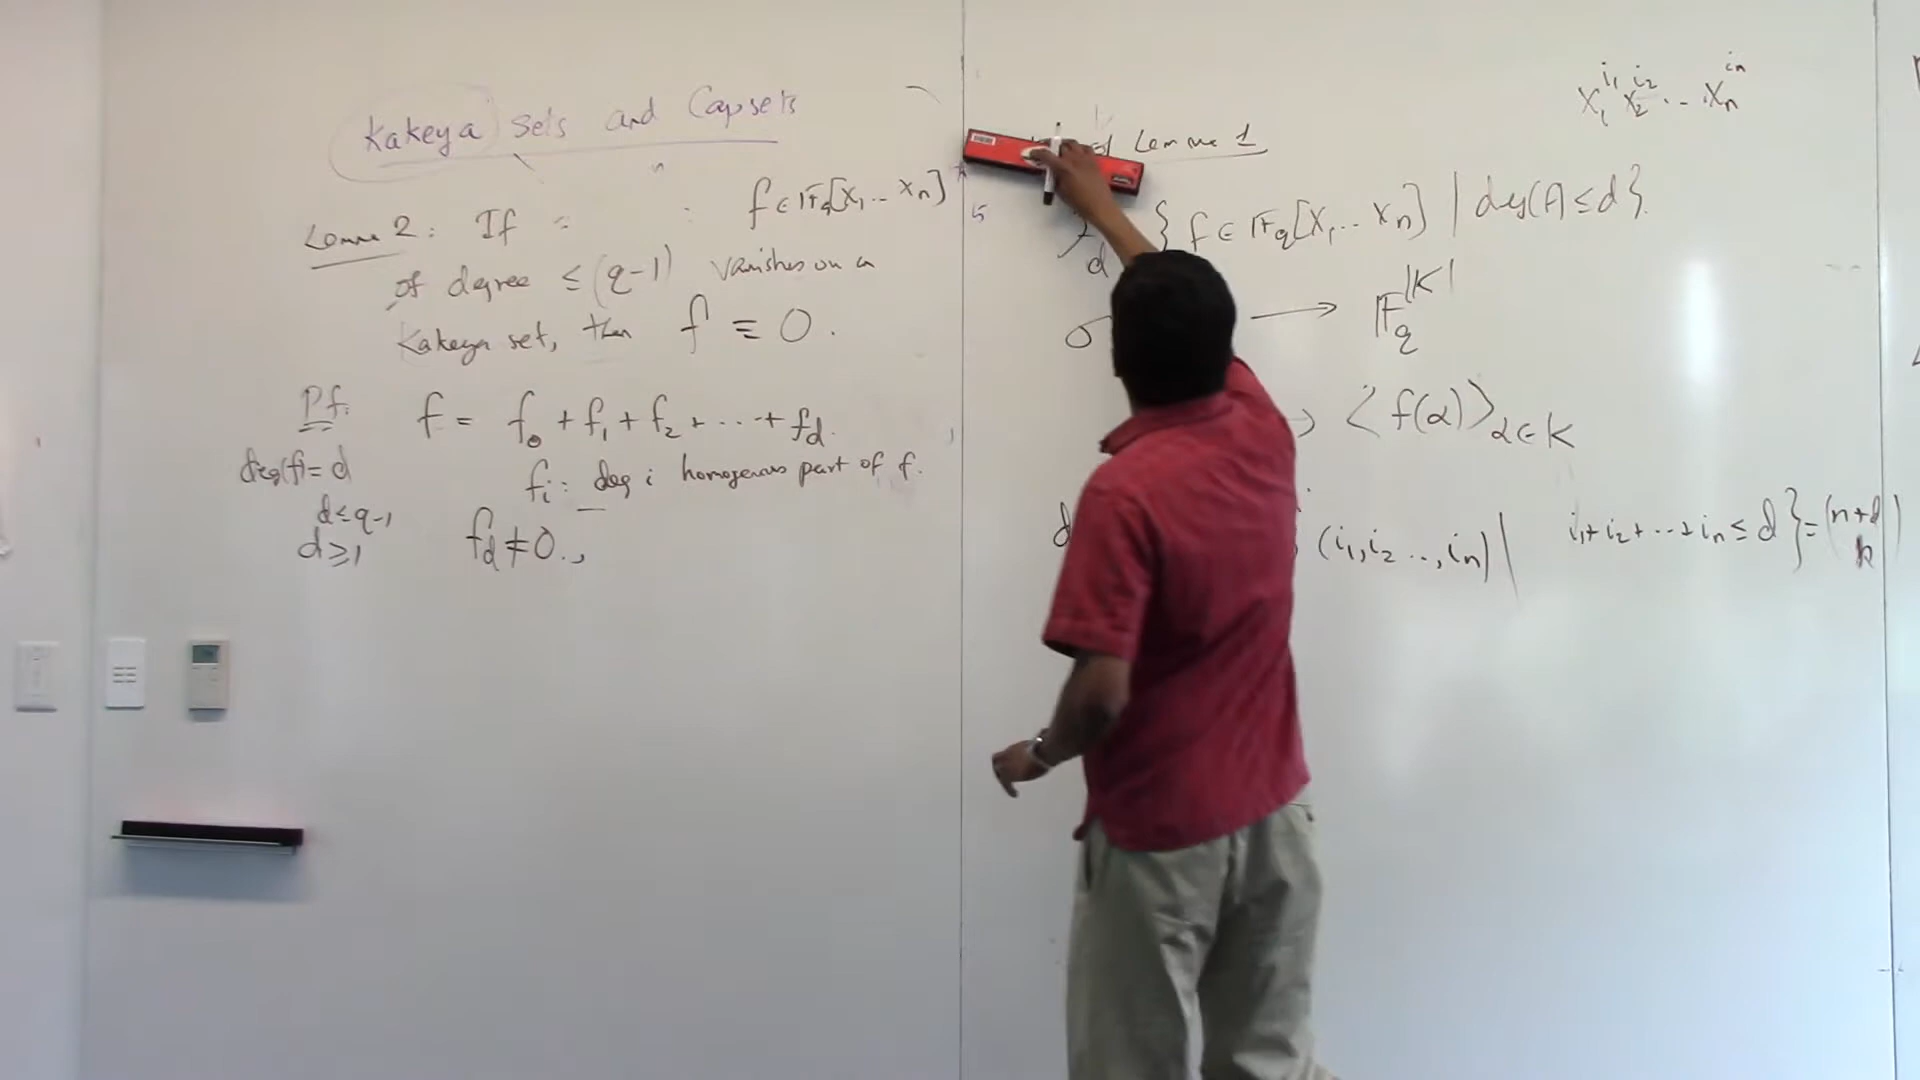 Kakeya Sets and Capsets
Lemma 2: If f ∈ 𝔽_q[x_1 ... x_n]
of degree ≤ (q-1) vanishes on a
Kakeya set, then f ≡ 0.
Pf: f = f_0 + f_1 + f_2 + ... + f_d.
deg(f) = d
f_i: deg i homogenous part of f.
d ≤ q-1
d ≥ 1
f_d ≠ 0.,
x_1^{i_1} x_2^{i_2} ... x_n^{i_n}
of Lemma 1
d { f ∈ 𝔽_q[x_1 ... x_n] | deg(f) ≤ d }.
σ → 𝔽_q^{|K|}
→ ⟨ f(α) ⟩_{α ∈ K}
d (i_1, i_2 ..., i_n) | i_1 + i_2 + ... + i_n ≤ d } = (n+d